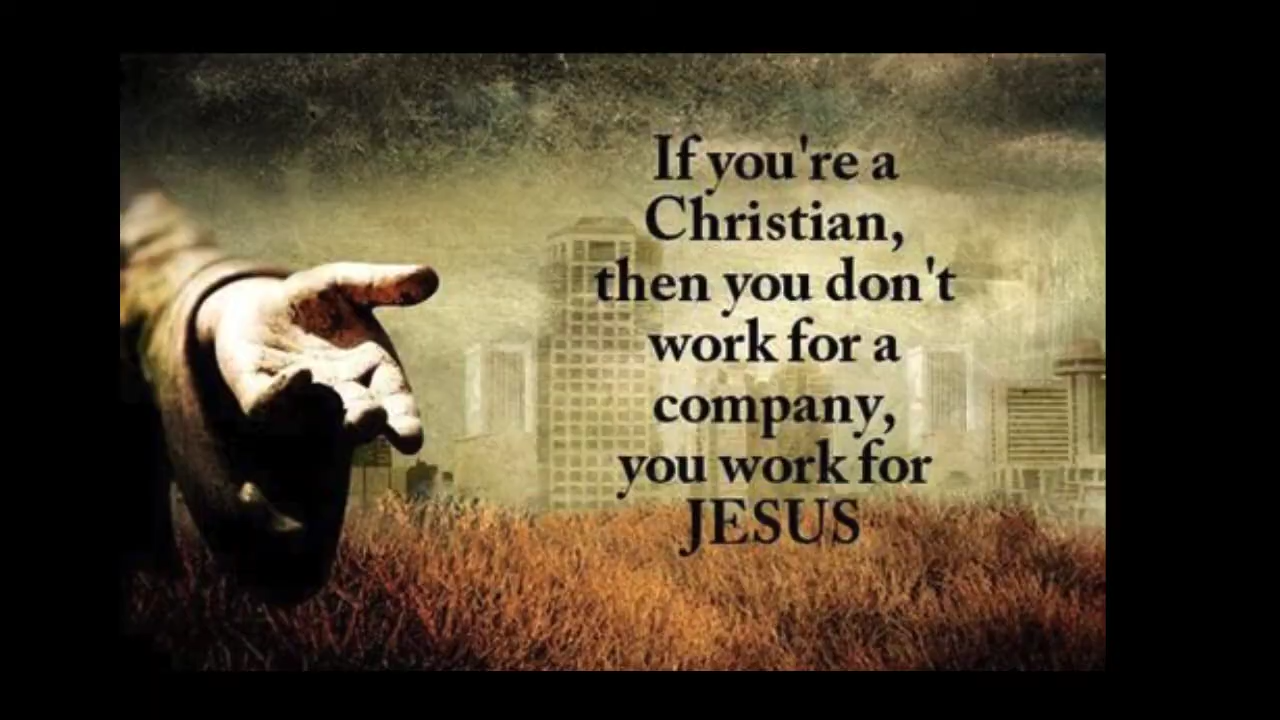 If you're a
Christian,
then you don't
work for a
company,
you work for
JESUS